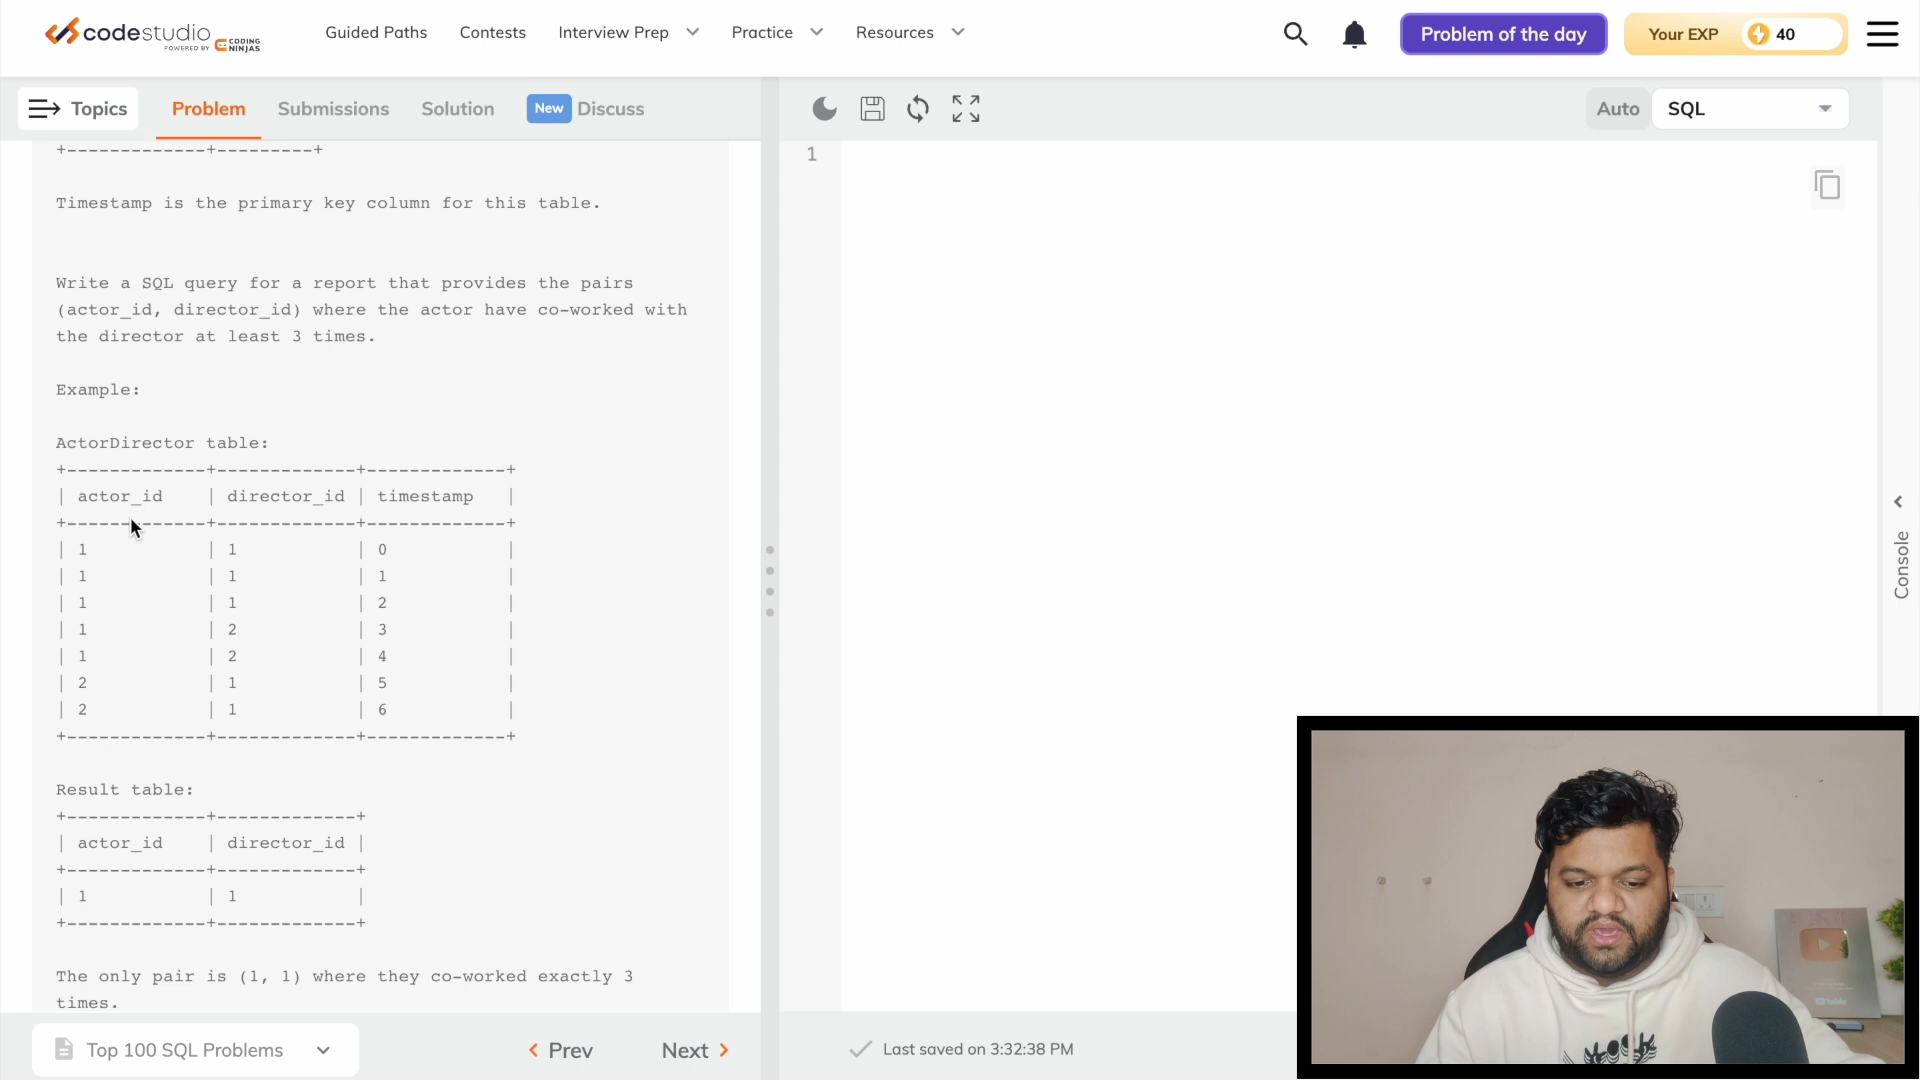 codestudio
POWERED BY CODING NINJAS
Guided Paths
Contests
Interview Prep
Practice
Resources
Problem of the day
Your EXP
40
Topics
Problem
Submissions
Solution
New
Discuss
Auto
SQL
+-------------+---------+
Timestamp is the primary key column for this table.
Write a SQL query for a report that provides the pairs
(actor_id, director_id) where the actor have co-worked with
the director at least 3 times.
Example:
ActorDirector table:
+-------------+-------------+-------------+
| actor_id    | director_id | timestamp   |
+-------------+-------------+-------------+
| 1           | 1           | 0           |
| 1           | 1           | 1           |
| 1           | 1           | 2           |
| 1           | 2           | 3           |
| 1           | 2           | 4           |
| 2           | 1           | 5           |
| 2           | 1           | 6           |
+-------------+-------------+-------------+
Result table:
+-------------+-------------+
| actor_id    | director_id |
+-------------+-------------+
| 1           | 1           |
+-------------+-------------+
The only pair is (1, 1) where they co-worked exactly 3
times.
1
Console
Top 100 SQL Problems
Prev
Next
Last saved on 3:32:38 PM
YouTube